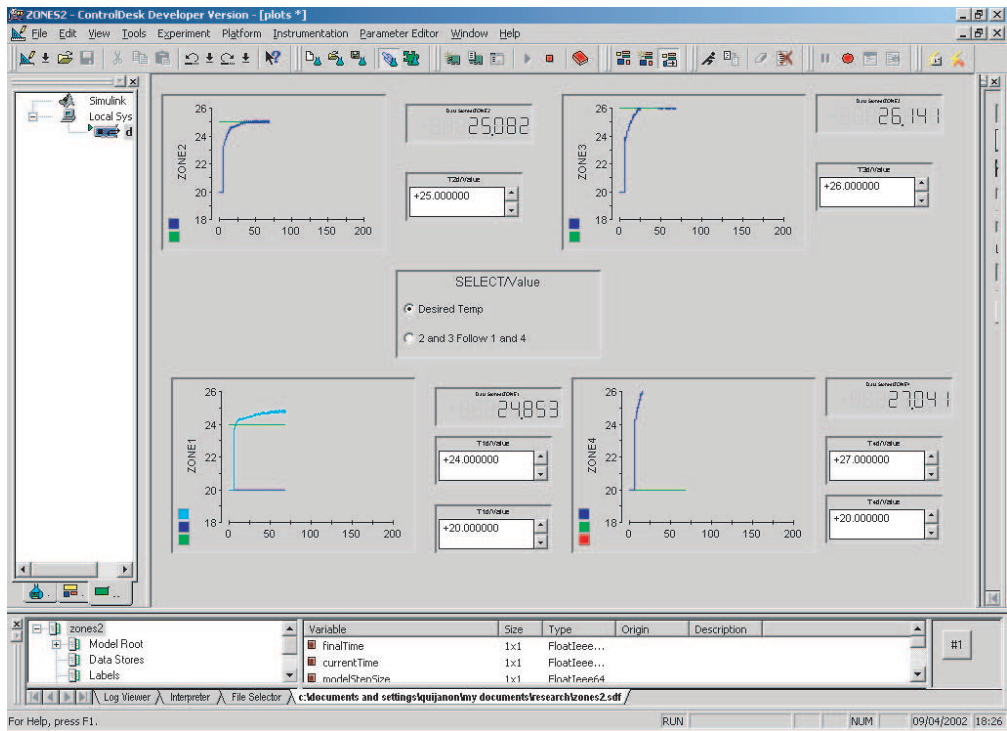 ZONES2 - ControlDesk Developer Version - [plots *]
File Edit View Tools Experiment Platform Instrumentation Parameter Editor Window Help
Simulink
Local Sys
d
ZONE2
26
24
22
20
18
0 50 100 150 200
25.082
T2d/Value
+25.000000
ZONE3
26
24
22
20
18
0 50 100 150 200
26.141
T3d/Value
+26.000000
SELECT/Value
Desired Temp
2 and 3 Follow 1 and 4
ZONE1
26
24
22
20
18
0 50 100 150 200
24.853
T1d/Value
+24.000000
T1d/Value
+20.000000
ZONE4
26
24
22
20
18
0 50 100 150 200
27.041
T4d/Value
+27.000000
T4d/Value
+20.000000
zones2
Model Root
Data Stores
Labels
Variable Size Type Origin Description
finalTime 1x1 FloatIeee...
currentTime 1x1 FloatIeee...
modelStepSize 1x1 FloatIeee64
#1
Log Viewer Interpreter File Selector c:\documents and settings\quijanon\my documents\research\zones2.sdf
For Help, press F1.
RUN NUM 09/04/2002 18:26